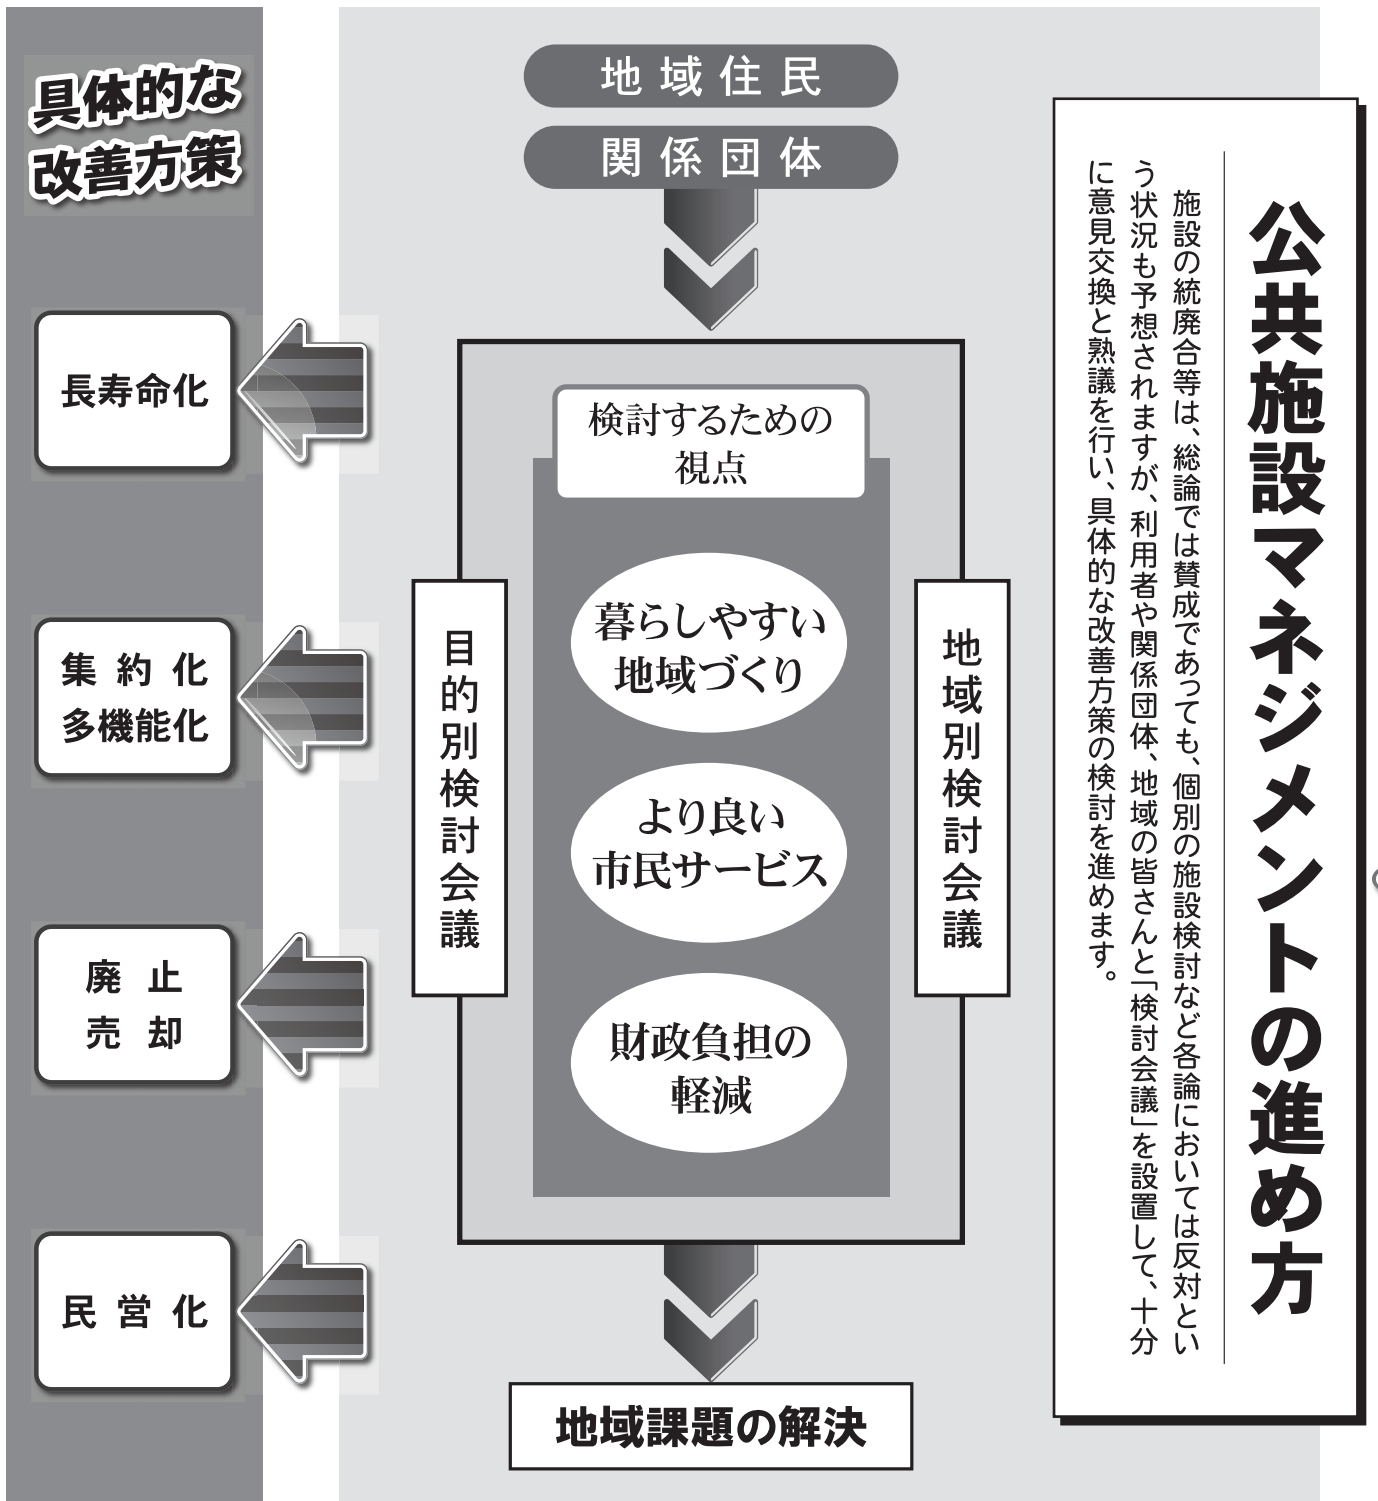 公共施設マネジメントの進め方
施設の統廃合等は、総論では賛成であっても、個別の施設検討など各論においては反対とい
う状況も予想されますが、利用者や関係団体、地域の皆さんと「検討会議」を設置して、十分
に意見交換と熟議を行い、具体的な改善方策の検討を進めます。
地域住民
関係団体
検討するための
視点
地域別検討会議
暮らしやすい
地域づくり
より良い
市民サービス
財政負担の
軽減
目的別検討会議
地域課題の解決
具体的な
改善方策
長寿命化
集約化
多機能化
廃止
売却
民営化